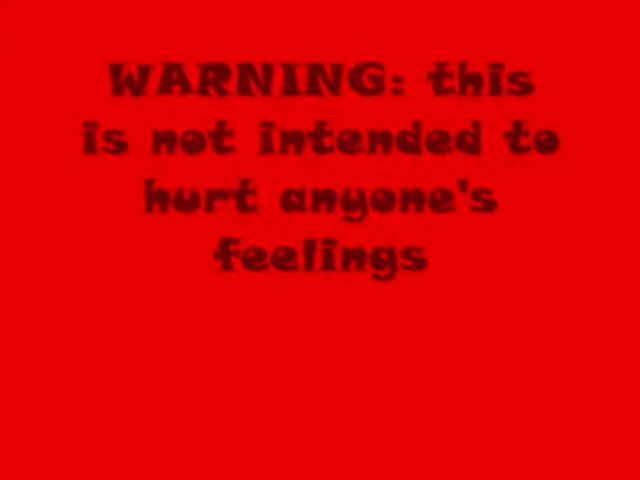 WARNING: this
is not intended to
hurt anyone's
feelings